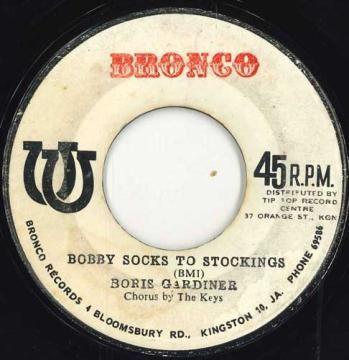 BRONCO
45 R.P.M.
DISTRIBUTED BY
TIP TOP RECORD
CENTRE
37 ORANGE ST., KGN
PHONE 69586
BOBBY SOCKS TO STOCKINGS
(BMI)
BORIS GARDINER
Chorus by The Keys
BRONCO RECORDS 4 BLOOMSBURY RD., KINGSTON 10, JA.